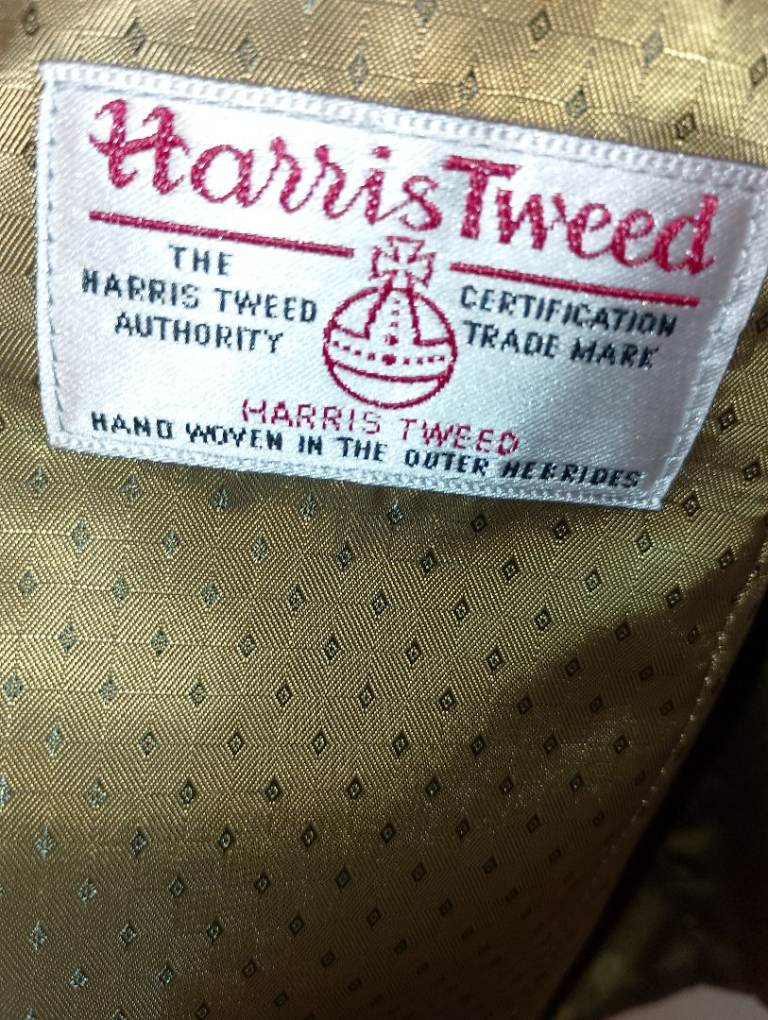 Harris Tweed
THE
HARRIS TWEED
AUTHORITY
CERTIFICATION
TRADE MARK
HARRIS TWEED
HAND WOVEN IN THE OUTER HEBRIDES